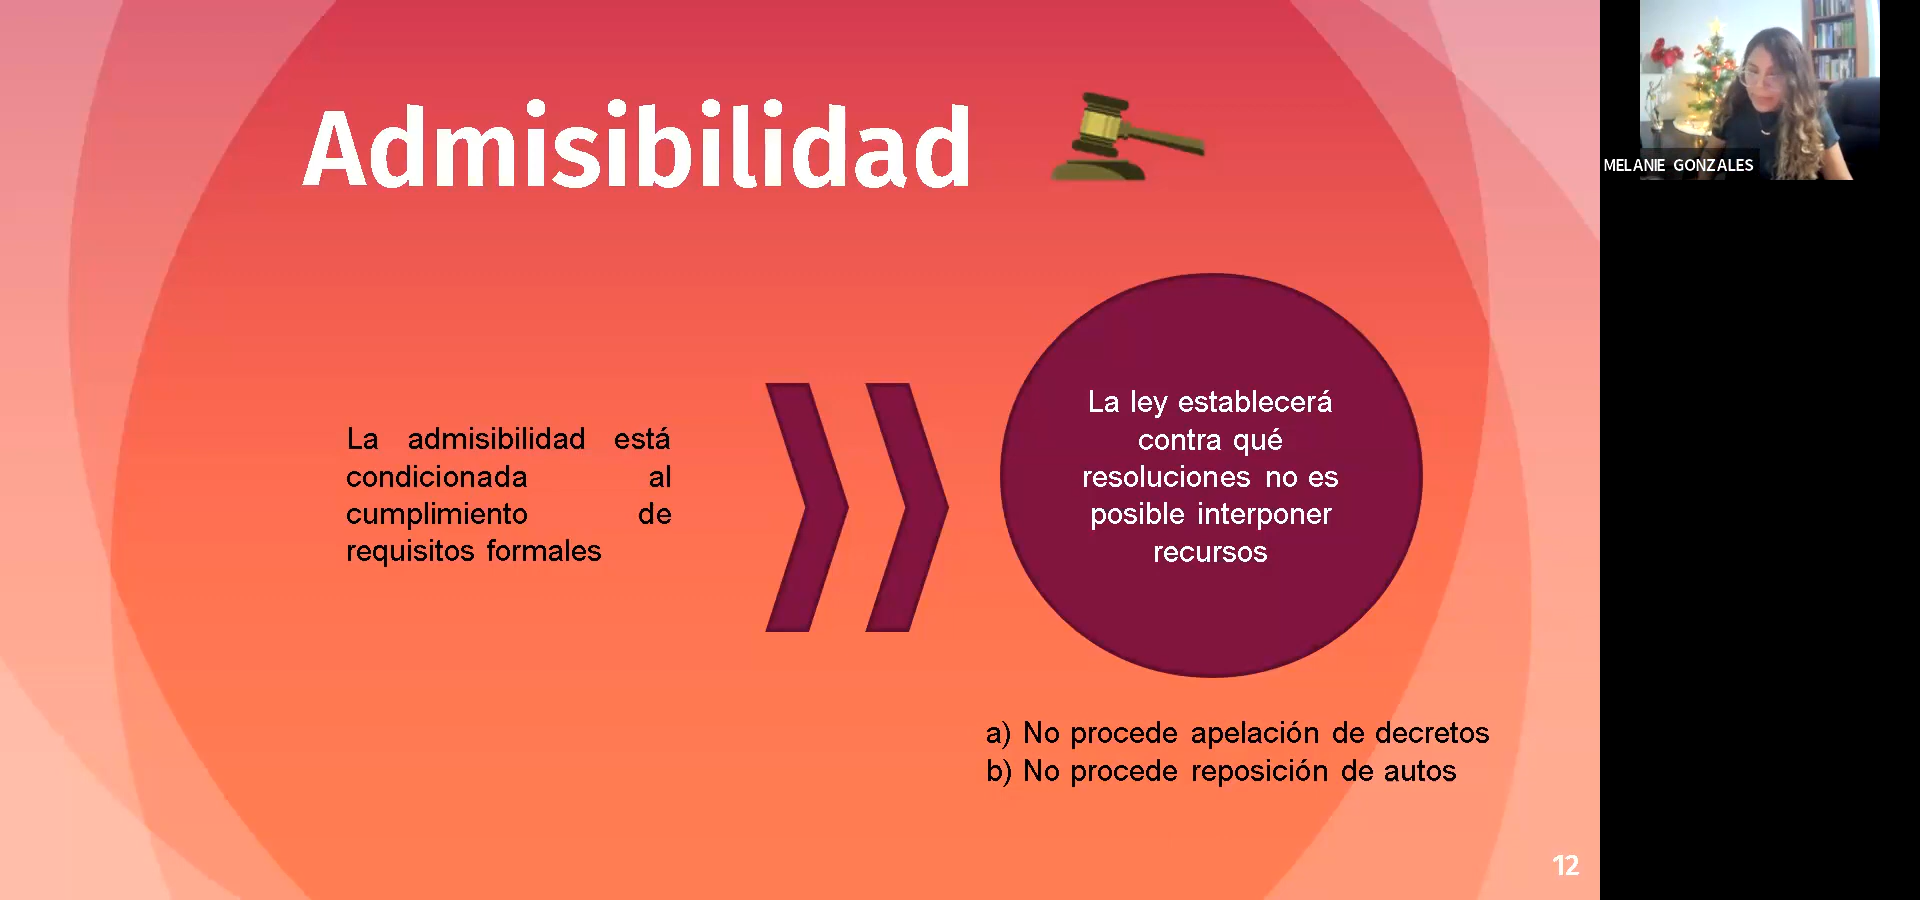 Admisibilidad
La admisibilidad está
condicionada al
cumplimiento de
requisitos formales
La ley establecerá
contra qué
resoluciones no es
posible interponer
recursos
a) No procede apelación de decretos
b) No procede reposición de autos
12
MELANIE GONZALES